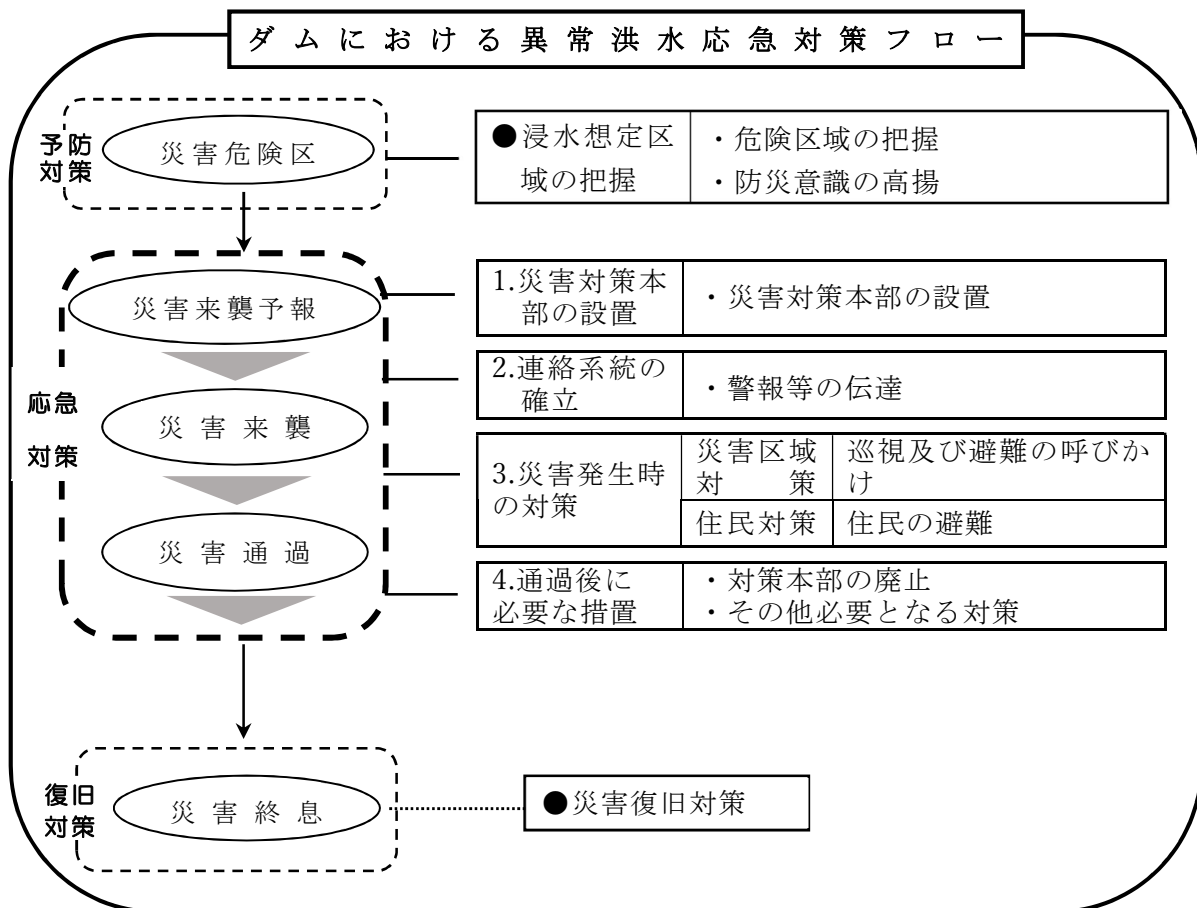 ダムにおける異常洪水応急対策フロー
予防
対策
災害危険区
●浸水想定区
域の把握
・危険区域の把握
・防災意識の高揚
応急
対策
災害来襲予報
1.災害対策本
部の設置
・災害対策本部の設置
2.連絡系統の
確立
・警報等の伝達
災害来襲
3.災害発生時
の対策
災害区域
対策
巡視及び避難の呼びか
け
住民対策
住民の避難
災害通過
4.通過後に
必要な措置
・対策本部の廃止
・その他必要となる対策
復旧
対策
災害終息
●災害復旧対策